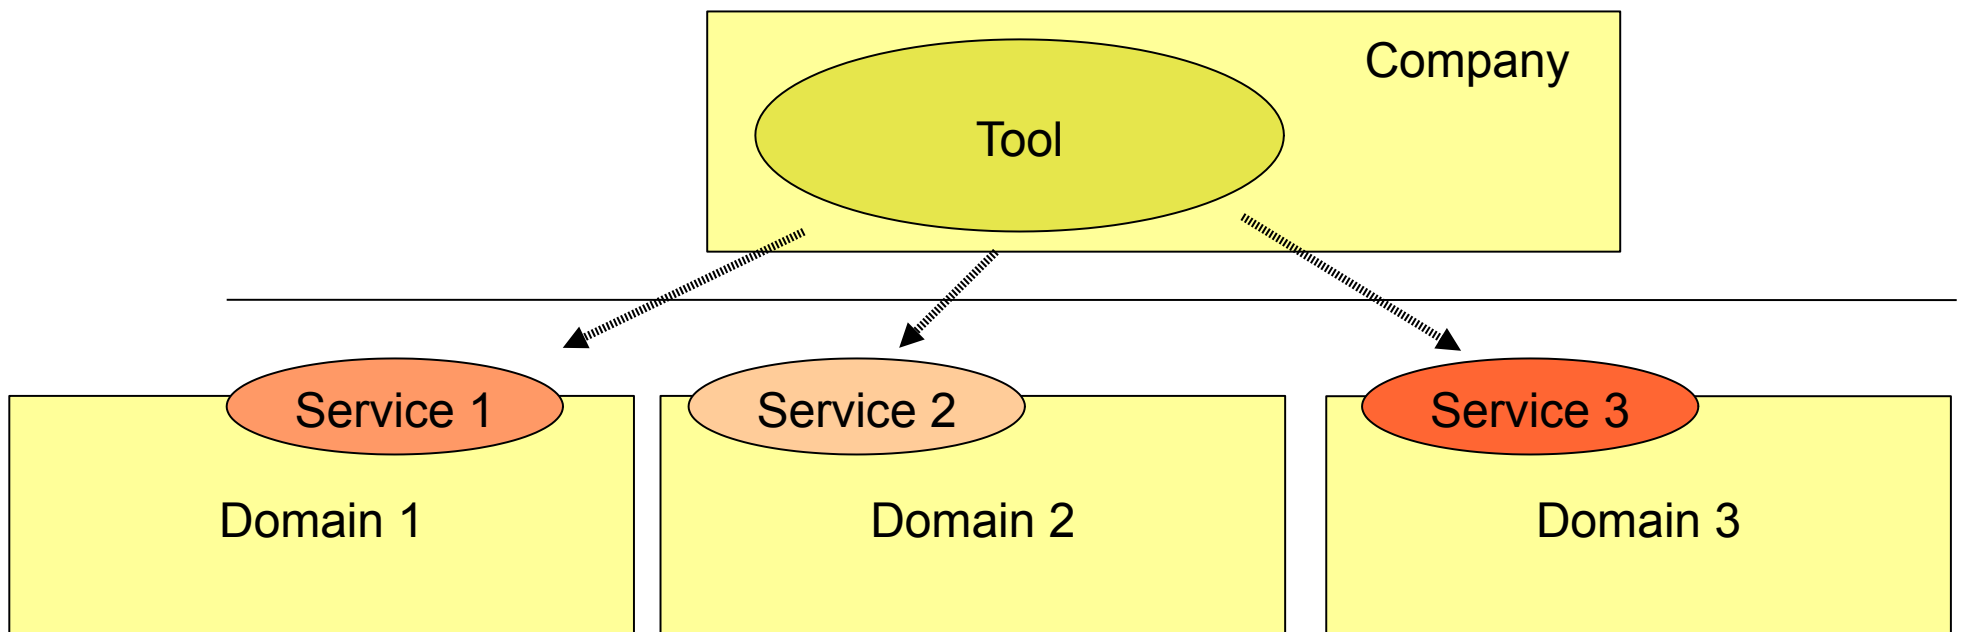 Company
Tool
Service 1
Service 2
Service 3
Domain 1
Domain 2
Domain 3